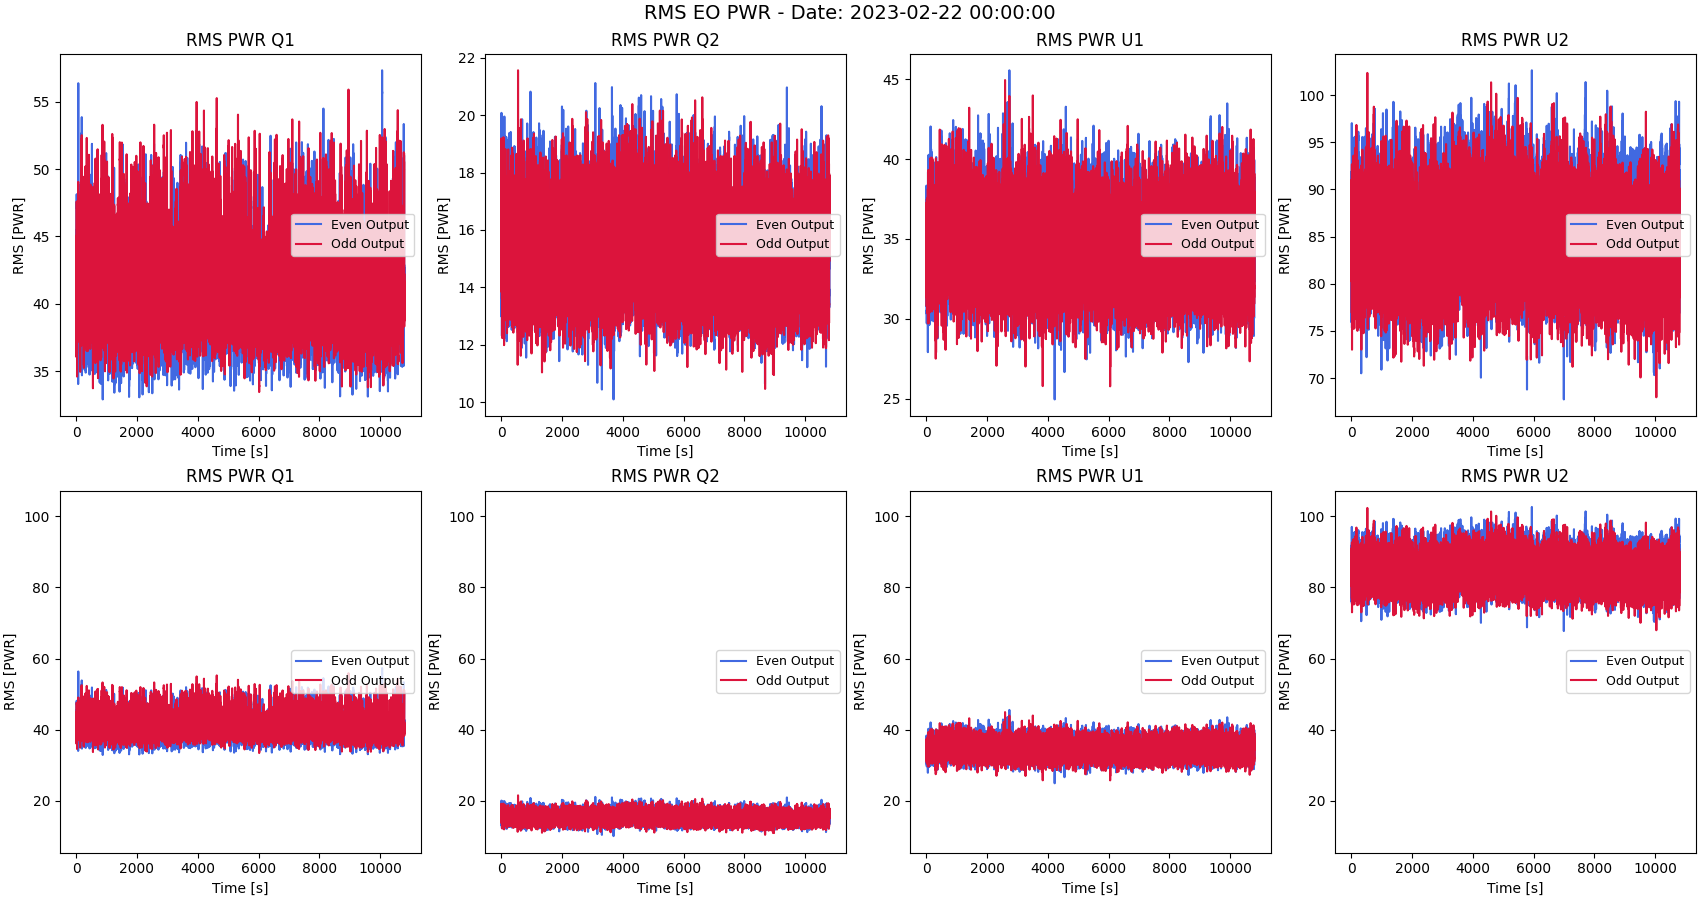 RMS EO PWR - Date: 2023-02-22 00:00:00
RMS PWR Q1
RMS [PWR]
55
50
45
40
35
0 2000 4000 6000 8000 10000
Time [s]
Even Output
Odd Output
RMS PWR Q2
RMS [PWR]
22
20
18
16
14
12
10
0 2000 4000 6000 8000 10000
Time [s]
Even Output
Odd Output
RMS PWR U1
RMS [PWR]
45
40
35
30
25
0 2000 4000 6000 8000 10000
Time [s]
Even Output
Odd Output
RMS PWR U2
RMS [PWR]
100
95
90
85
80
75
70
0 2000 4000 6000 8000 10000
Time [s]
Even Output
Odd Output
RMS PWR Q1
RMS [PWR]
100
80
60
40
20
0 2000 4000 6000 8000 10000
Time [s]
Even Output
Odd Output
RMS PWR Q2
RMS [PWR]
100
80
60
40
20
0 2000 4000 6000 8000 10000
Time [s]
Even Output
Odd Output
RMS PWR U1
RMS [PWR]
100
80
60
40
20
0 2000 4000 6000 8000 10000
Time [s]
Even Output
Odd Output
RMS PWR U2
RMS [PWR]
100
80
60
40
20
0 2000 4000 6000 8000 10000
Time [s]
Even Output
Odd Output